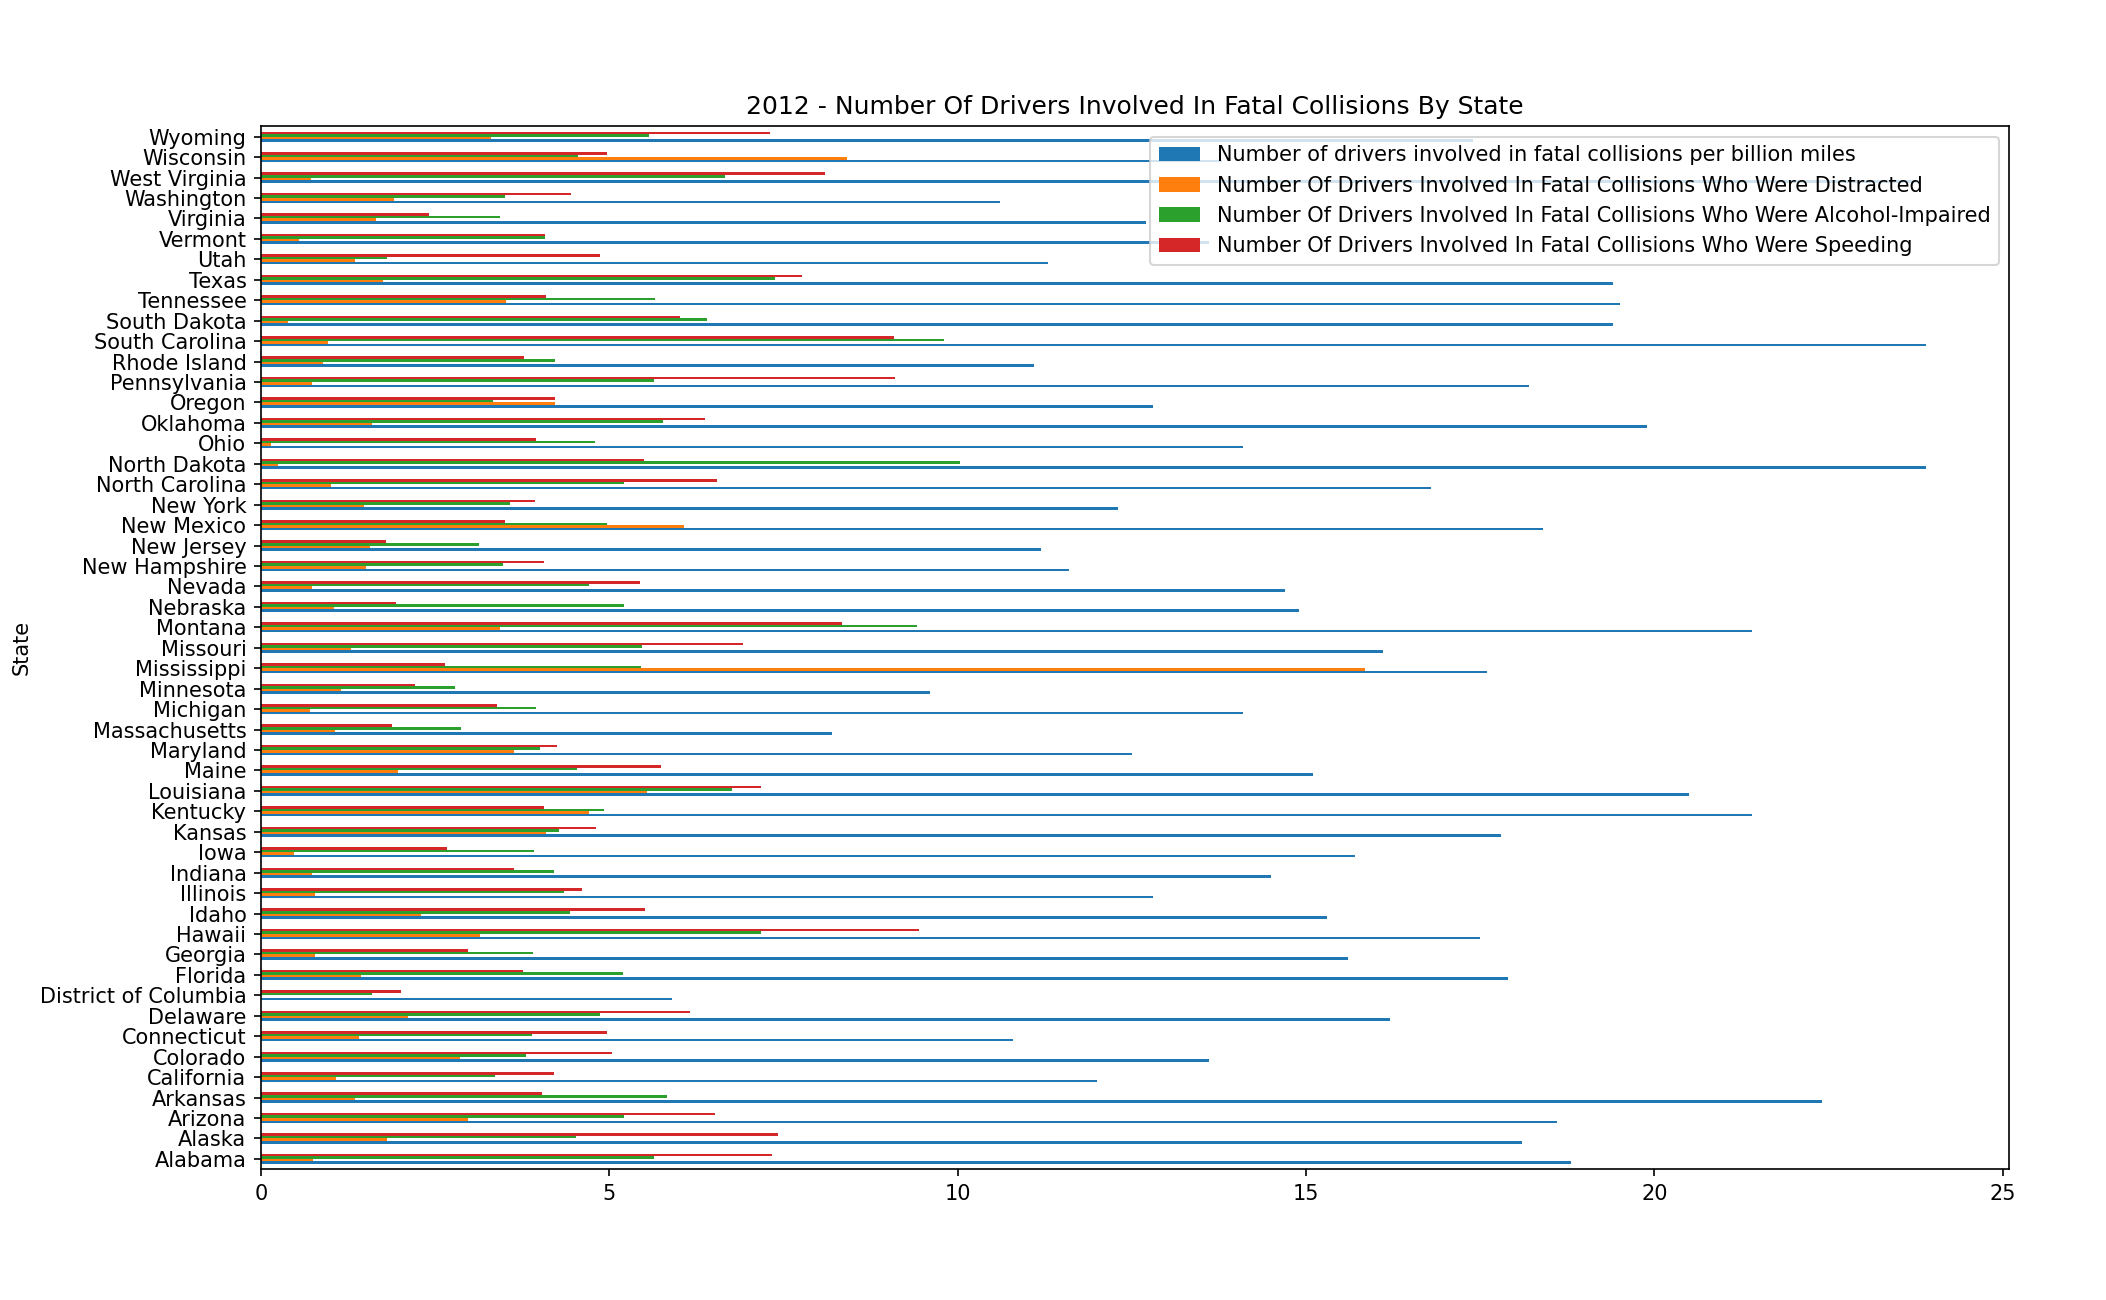 2012 - Number Of Drivers Involved In Fatal Collisions By State
Number of drivers involved in fatal collisions per billion miles
Number Of Drivers Involved In Fatal Collisions Who Were Distracted
Number Of Drivers Involved In Fatal Collisions Who Were Alcohol-Impaired
Number Of Drivers Involved In Fatal Collisions Who Were Speeding
State
Wyoming
Wisconsin
West Virginia
Washington
Virginia
Vermont
Utah
Texas
Tennessee
South Dakota
South Carolina
Rhode Island
Pennsylvania
Oregon
Oklahoma
Ohio
North Dakota
North Carolina
New York
New Mexico
New Jersey
New Hampshire
Nevada
Nebraska
Montana
Missouri
Mississippi
Minnesota
Michigan
Massachusetts
Maryland
Maine
Louisiana
Kentucky
Kansas
Iowa
Indiana
Illinois
Idaho
Hawaii
Georgia
Florida
District of Columbia
Delaware
Connecticut
Colorado
California
Arkansas
Arizona
Alaska
Alabama
0 5 10 15 20 25